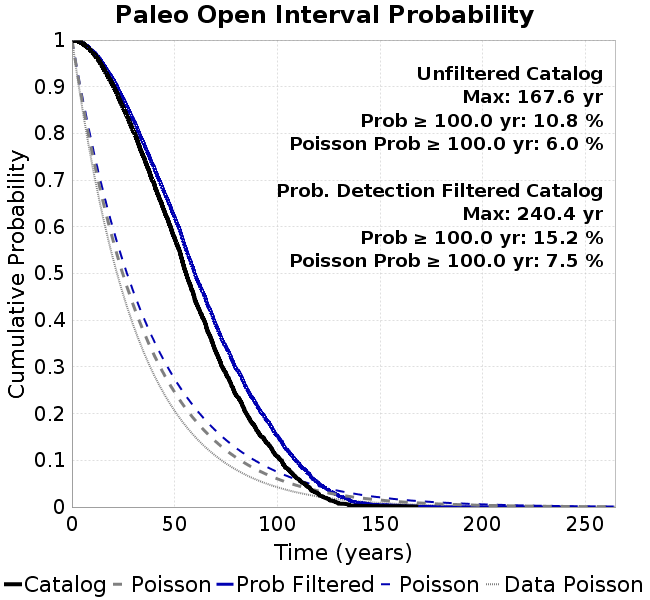 Paleo Open Interval Probability
Unfiltered Catalog
Max: 167.6 yr
Prob ≥ 100.0 yr: 10.8 %
Poisson Prob ≥ 100.0 yr: 6.0 %
Prob. Detection Filtered Catalog
Max: 240.4 yr
Prob ≥ 100.0 yr: 15.2 %
Poisson Prob ≥ 100.0 yr: 7.5 %
Cumulative Probability
1
0.9
0.8
0.7
0.6
0.5
0.4
0.3
0.2
0.1
0
0 50 100 150 200 250
Time (years)
Catalog Poisson Prob Filtered Poisson Data Poisson